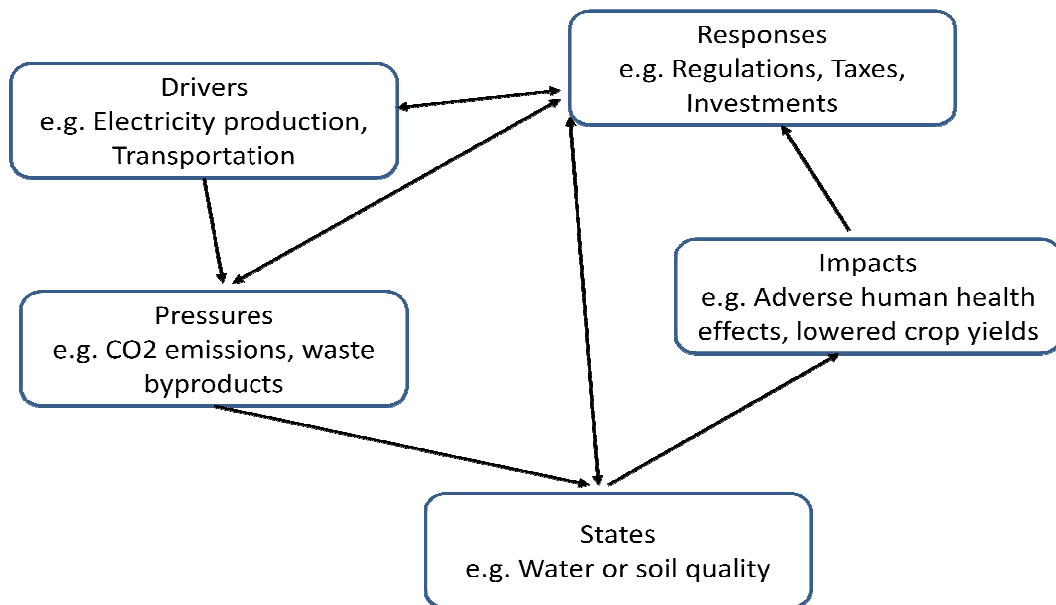 Drivers
e.g. Electricity production,
Transportation
Responses
e.g. Regulations, Taxes,
Investments
Pressures
e.g. CO2 emissions, waste
byproducts
Impacts
e.g. Adverse human health
effects, lowered crop yields
States
e.g. Water or soil quality